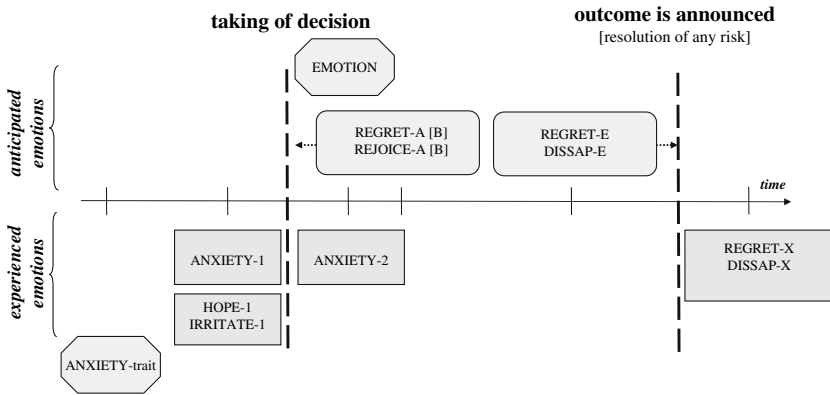 taking of decision
outcome is announced
[resolution of any risk]
anticipated
emotions
EMOTION
REGRET-A [B]
REJOICE-A [B]
REGRET-E
DISSAP-E
time
experienced
emotions
ANXIETY-1
ANXIETY-2
REGRET-X
DISSAP-X
HOPE-1
IRRITATE-1
ANXIETY-trait